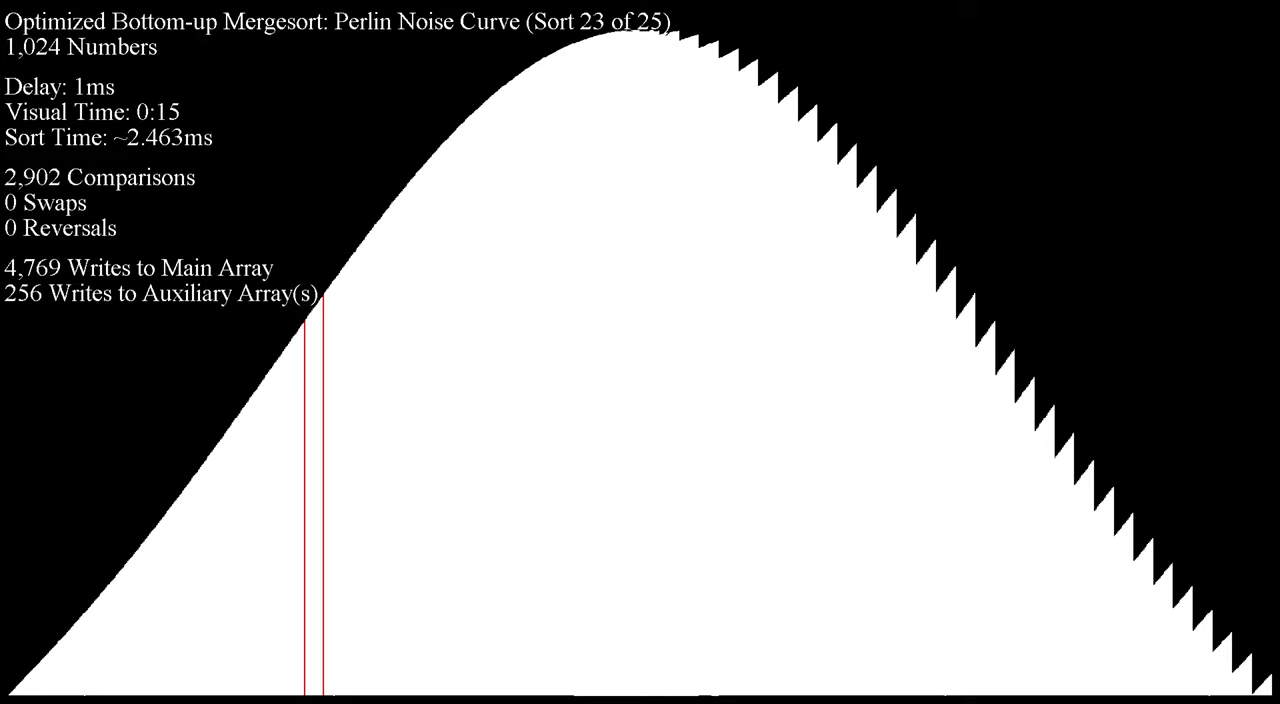 Optimized Bottom-up Mergesort: Perlin Noise Curve (Sort 23 of 25)
1,024 Numbers
Delay: 1ms
Visual Time: 0:15
Sort Time: ~2.463ms
2,902 Comparisons
0 Swaps
0 Reversals
4,769 Writes to Main Array
256 Writes to Auxiliary Array(s)